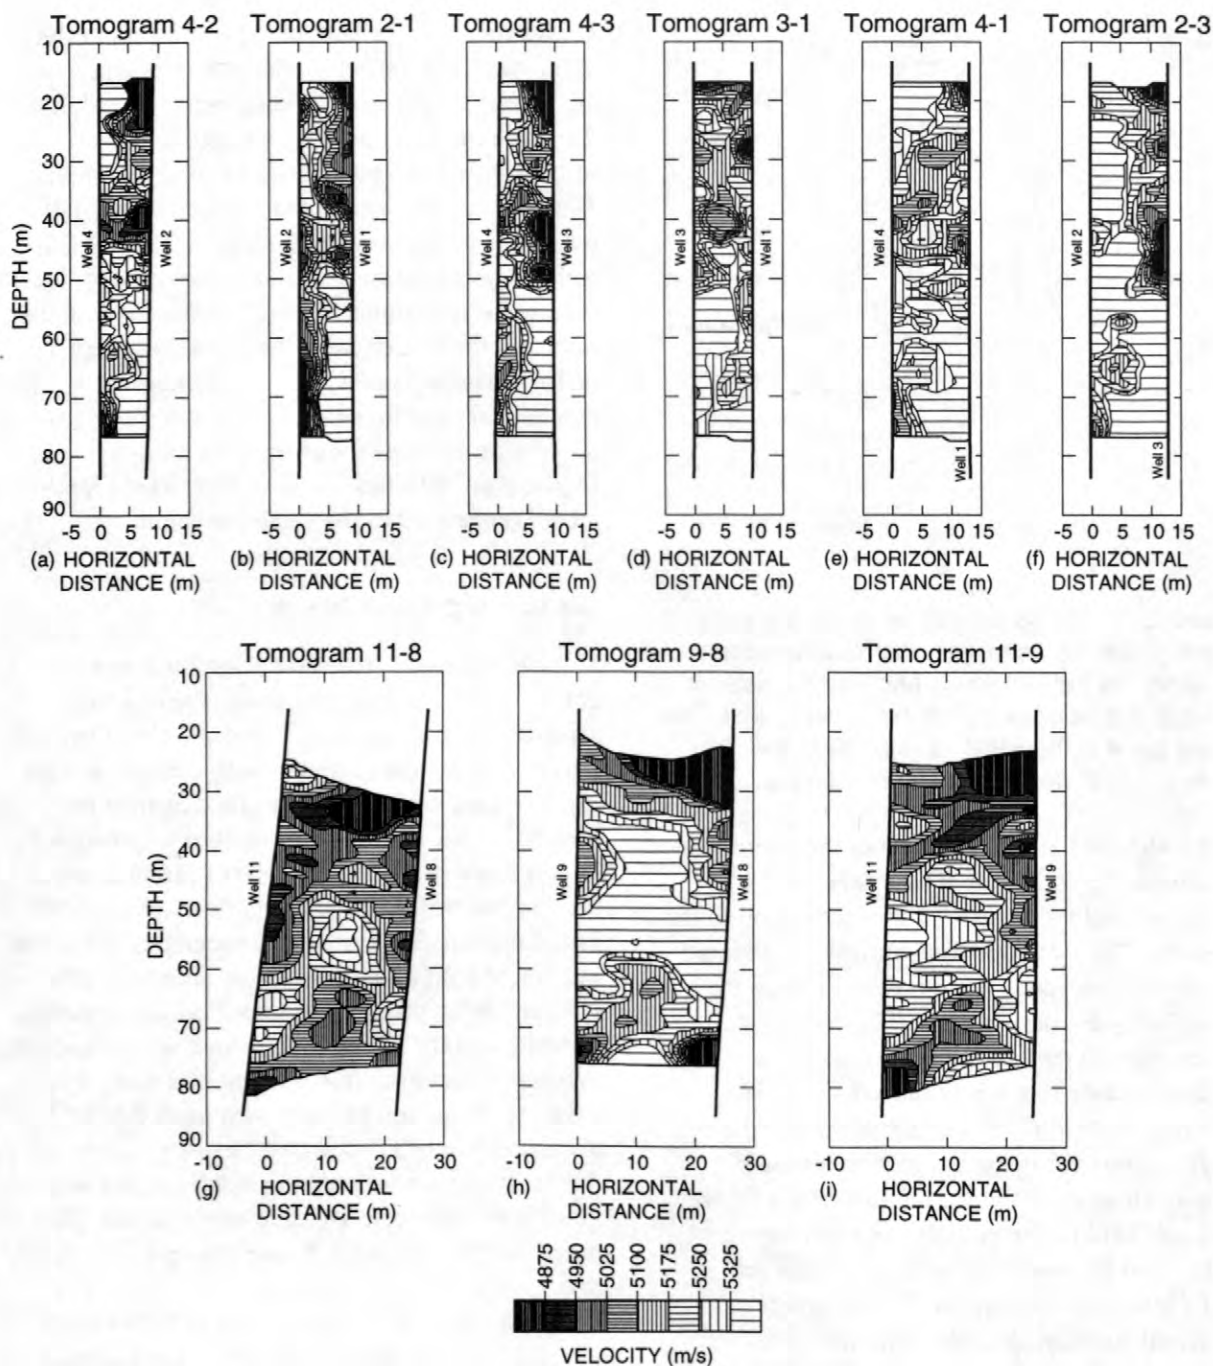 Tomogram 4-2 Tomogram 2-1 Tomogram 4-3 Tomogram 3-1 Tomogram 4-1 Tomogram 2-3
10
20
30
40
50
60
70
80
90
DEPTH (m)
Well 4 Well 2 Well 2 Well 1 Well 4 Well 3 Well 3 Well 1 Well 4 Well 1 Well 2 Well 3
-5 0 5 10 15 -5 0 5 10 15 -5 0 5 10 15 -5 0 5 10 15 -5 0 5 10 15 -5 0 5 10 15
(a) HORIZONTAL (b) HORIZONTAL (c) HORIZONTAL (d) HORIZONTAL (e) HORIZONTAL (f) HORIZONTAL
DISTANCE (m) DISTANCE (m) DISTANCE (m) DISTANCE (m) DISTANCE (m) DISTANCE (m)
Tomogram 11-8 Tomogram 9-8 Tomogram 11-9
10
20
30
40
50
60
70
80
90
DEPTH (m)
Well 11 Well 8 Well 9 Well 8 Well 11 Well 9
-10 0 10 20 30 -10 0 10 20 30 -10 0 10 20 30
(g) HORIZONTAL (h) HORIZONTAL (i) HORIZONTAL
DISTANCE (m) DISTANCE (m) DISTANCE (m)
4875 4950 5025 5100 5175 5250 5325
VELOCITY (m/s)